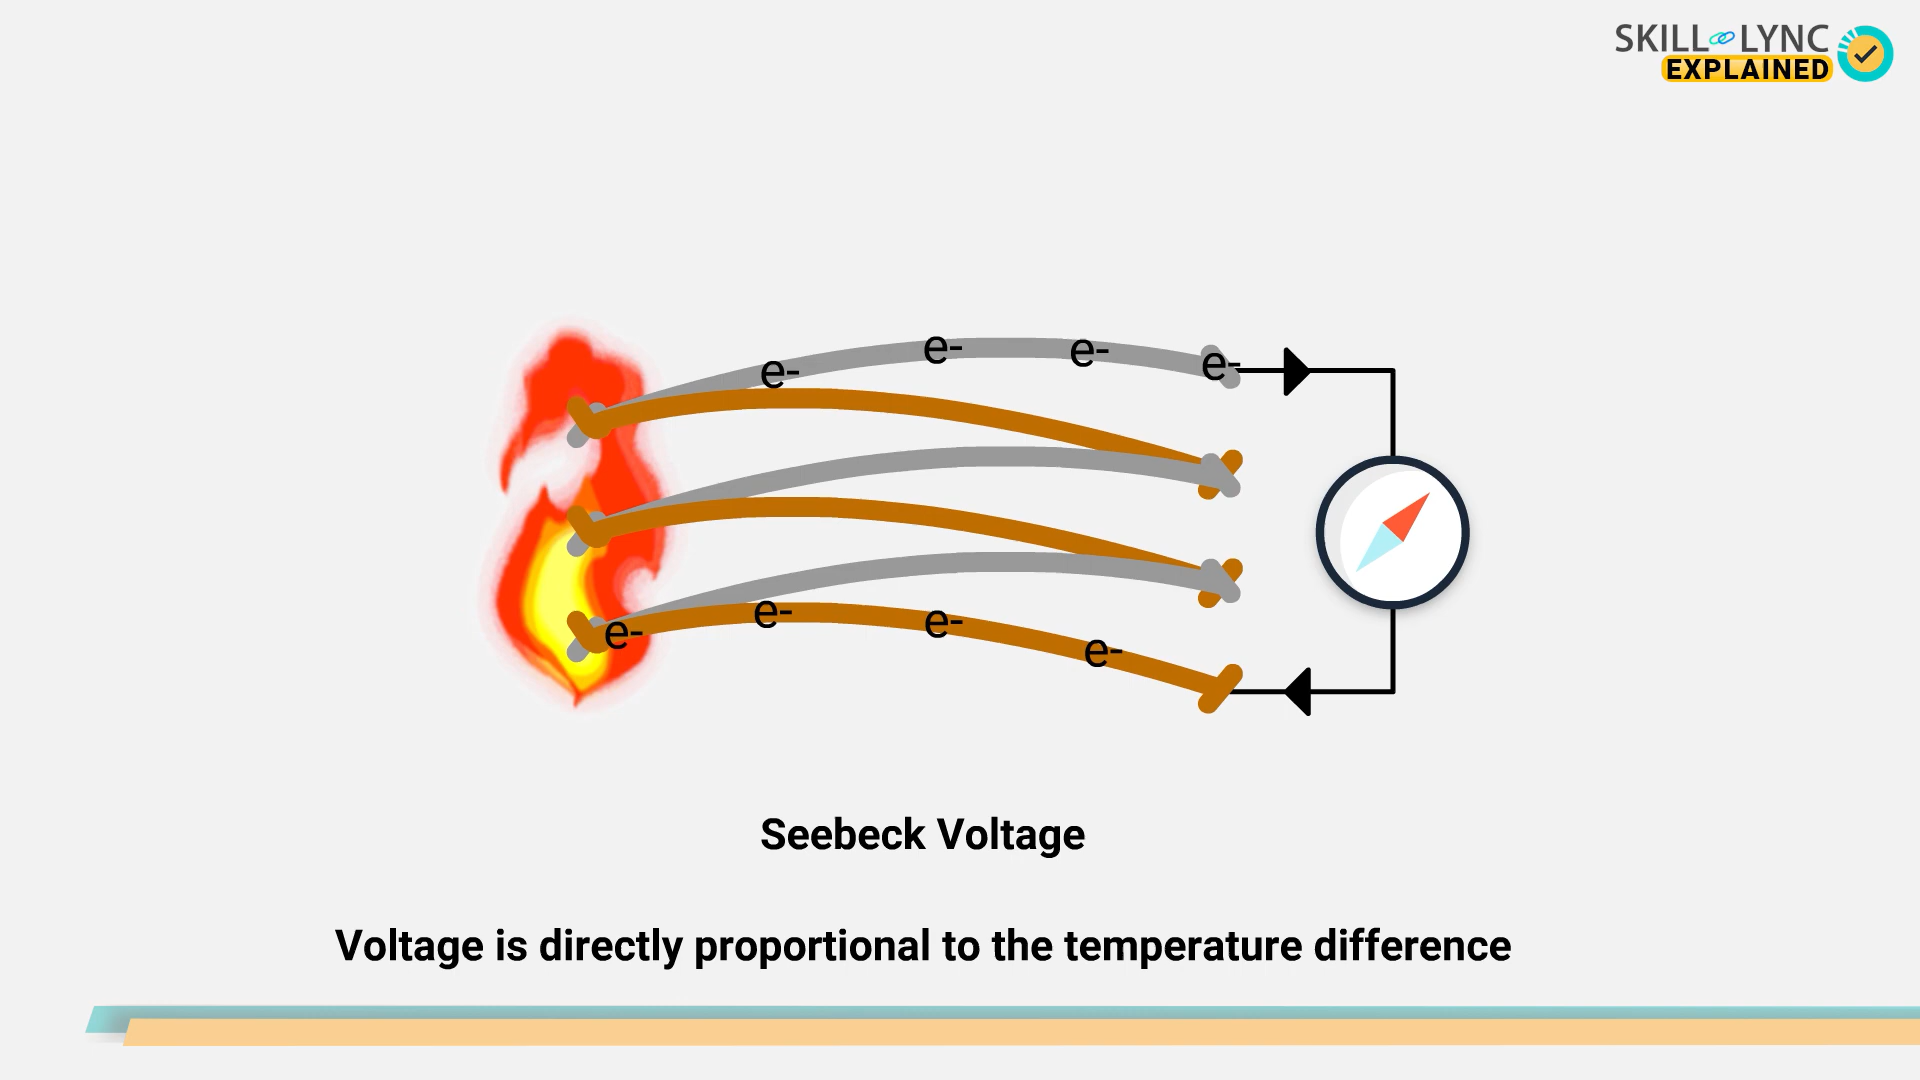 SKILL LYNC
EXPLAINED
e- e- e- e-
e- e- e- e-
Seebeck Voltage
Voltage is directly proportional to the temperature difference